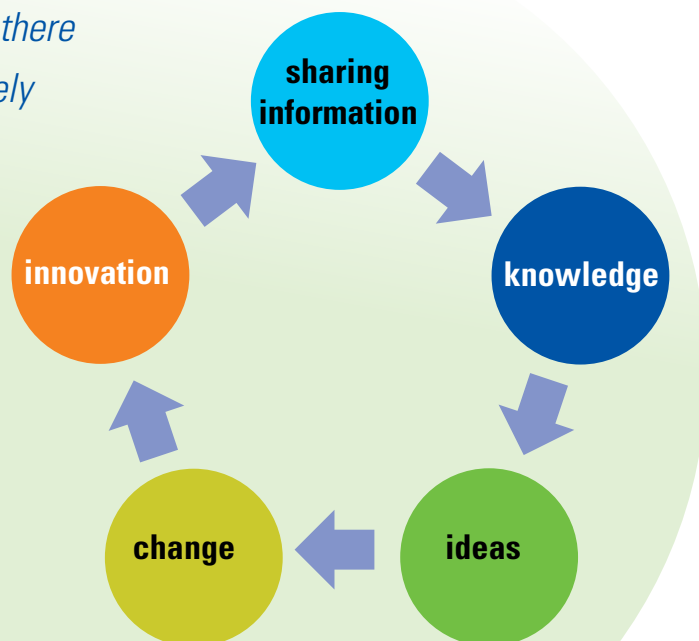 there
ely
sharing
information
knowledge
ideas
change
innovation